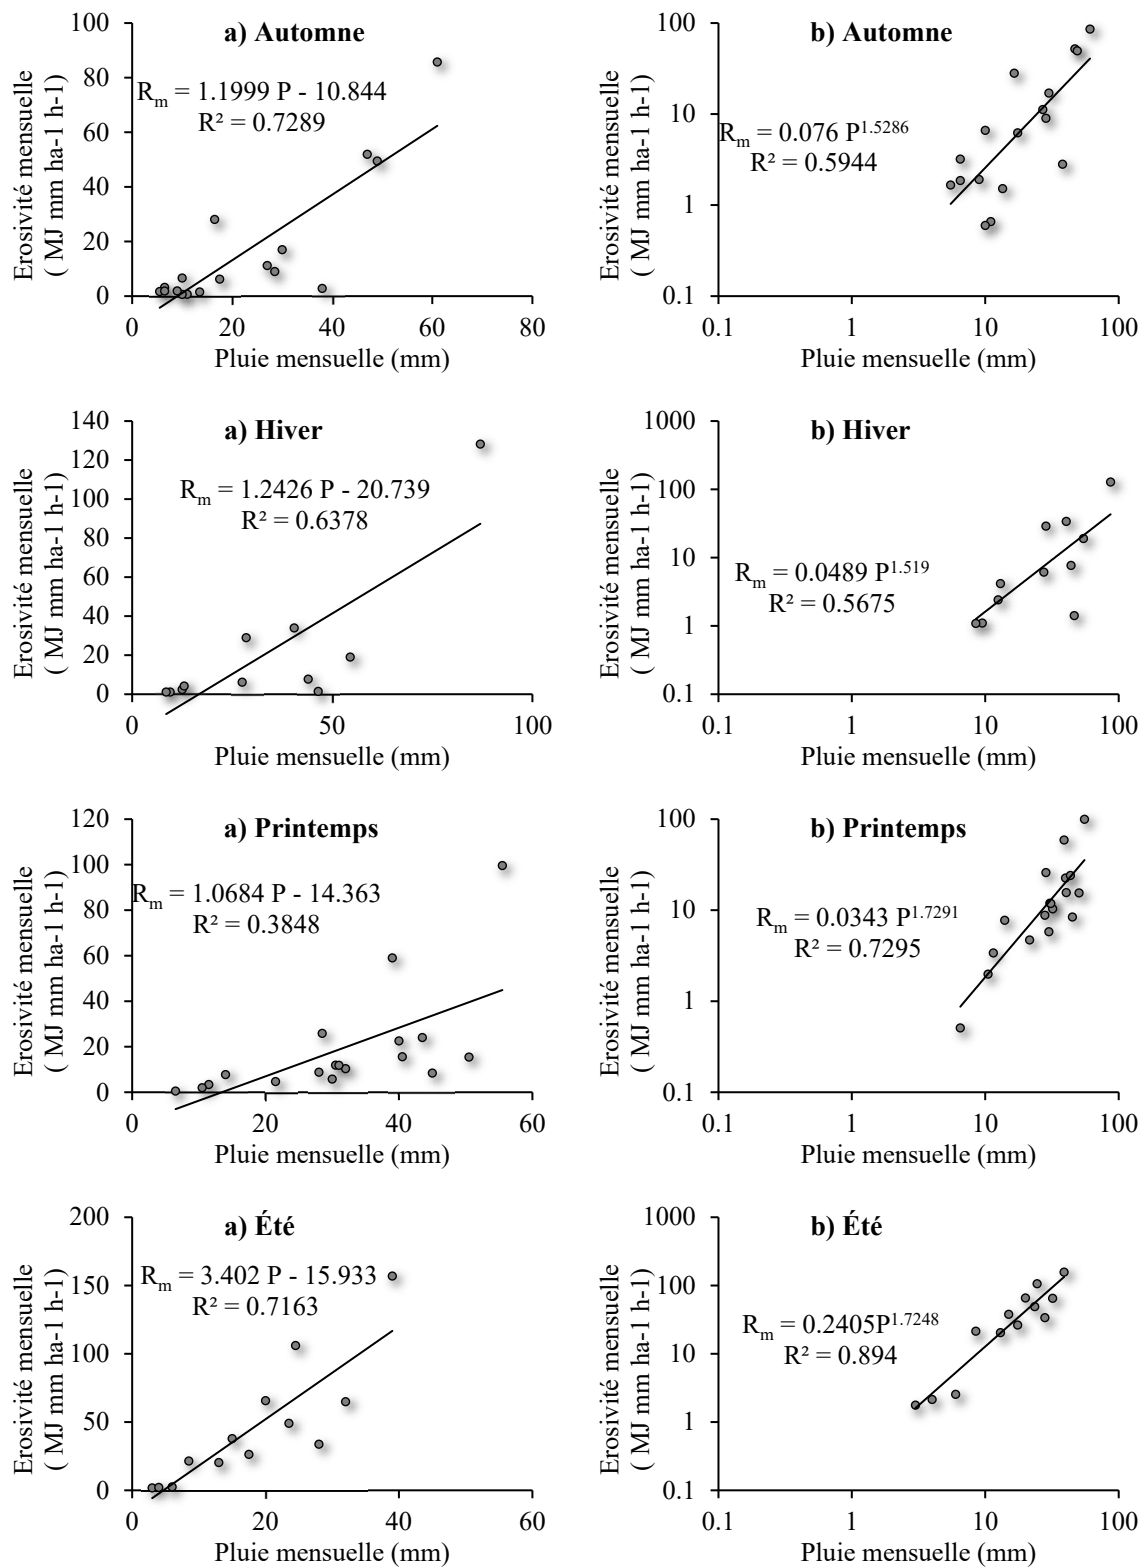 a) Automne
R_m = 1.1999 P - 10.844
R² = 0.7289
Erosivité mensuelle
( MJ mm ha-1 h-1)
100
80
60
40
20
0
0 20 40 60 80
Pluie mensuelle (mm)
b) Automne
R_m = 0.076 P^1.5286
R² = 0.5944
Erosivité mensuelle
( MJ mm ha-1 h-1)
100
10
1
0.1
0.1 1 10 100
Pluie mensuelle (mm)
a) Hiver
R_m = 1.2426 P - 20.739
R² = 0.6378
Erosivité mensuelle
( MJ mm ha-1 h-1)
140
120
100
80
60
40
20
0
0 50 100
Pluie mensuelle (mm)
b) Hiver
R_m = 0.0489 P^1.519
R² = 0.5675
Erosivité mensuelle
( MJ mm ha-1 h-1)
1000
100
10
1
0.1
0.1 1 10 100
Pluie mensuelle (mm)
a) Printemps
R_m = 1.0684 P - 14.363
R² = 0.3848
Erosivité mensuelle
( MJ mm ha-1 h-1)
120
100
80
60
40
20
0
0 20 40 60
Pluie mensuelle (mm)
b) Printemps
R_m = 0.0343 P^1.7291
R² = 0.7295
Erosivité mensuelle
( MJ mm ha-1 h-1)
100
10
1
0.1
0.1 1 10 100
Pluie mensuelle (mm)
a) Été
R_m = 3.402 P - 15.933
R² = 0.7163
Erosivité mensuelle
( MJ mm ha-1 h-1)
200
150
100
50
0
0 20 40 60
Pluie mensuelle (mm)
b) Été
R_m = 0.2405P^1.7248
R² = 0.894
Erosivité mensuelle
( MJ mm ha-1 h-1)
1000
100
10
1
0.1
0.1 1 10 100
Pluie mensuelle (mm)